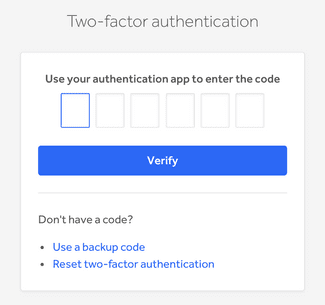 Two-factor authentication
Use your authentication app to enter the code
Verify
Don't have a code?
Use a backup code
Reset two-factor authentication